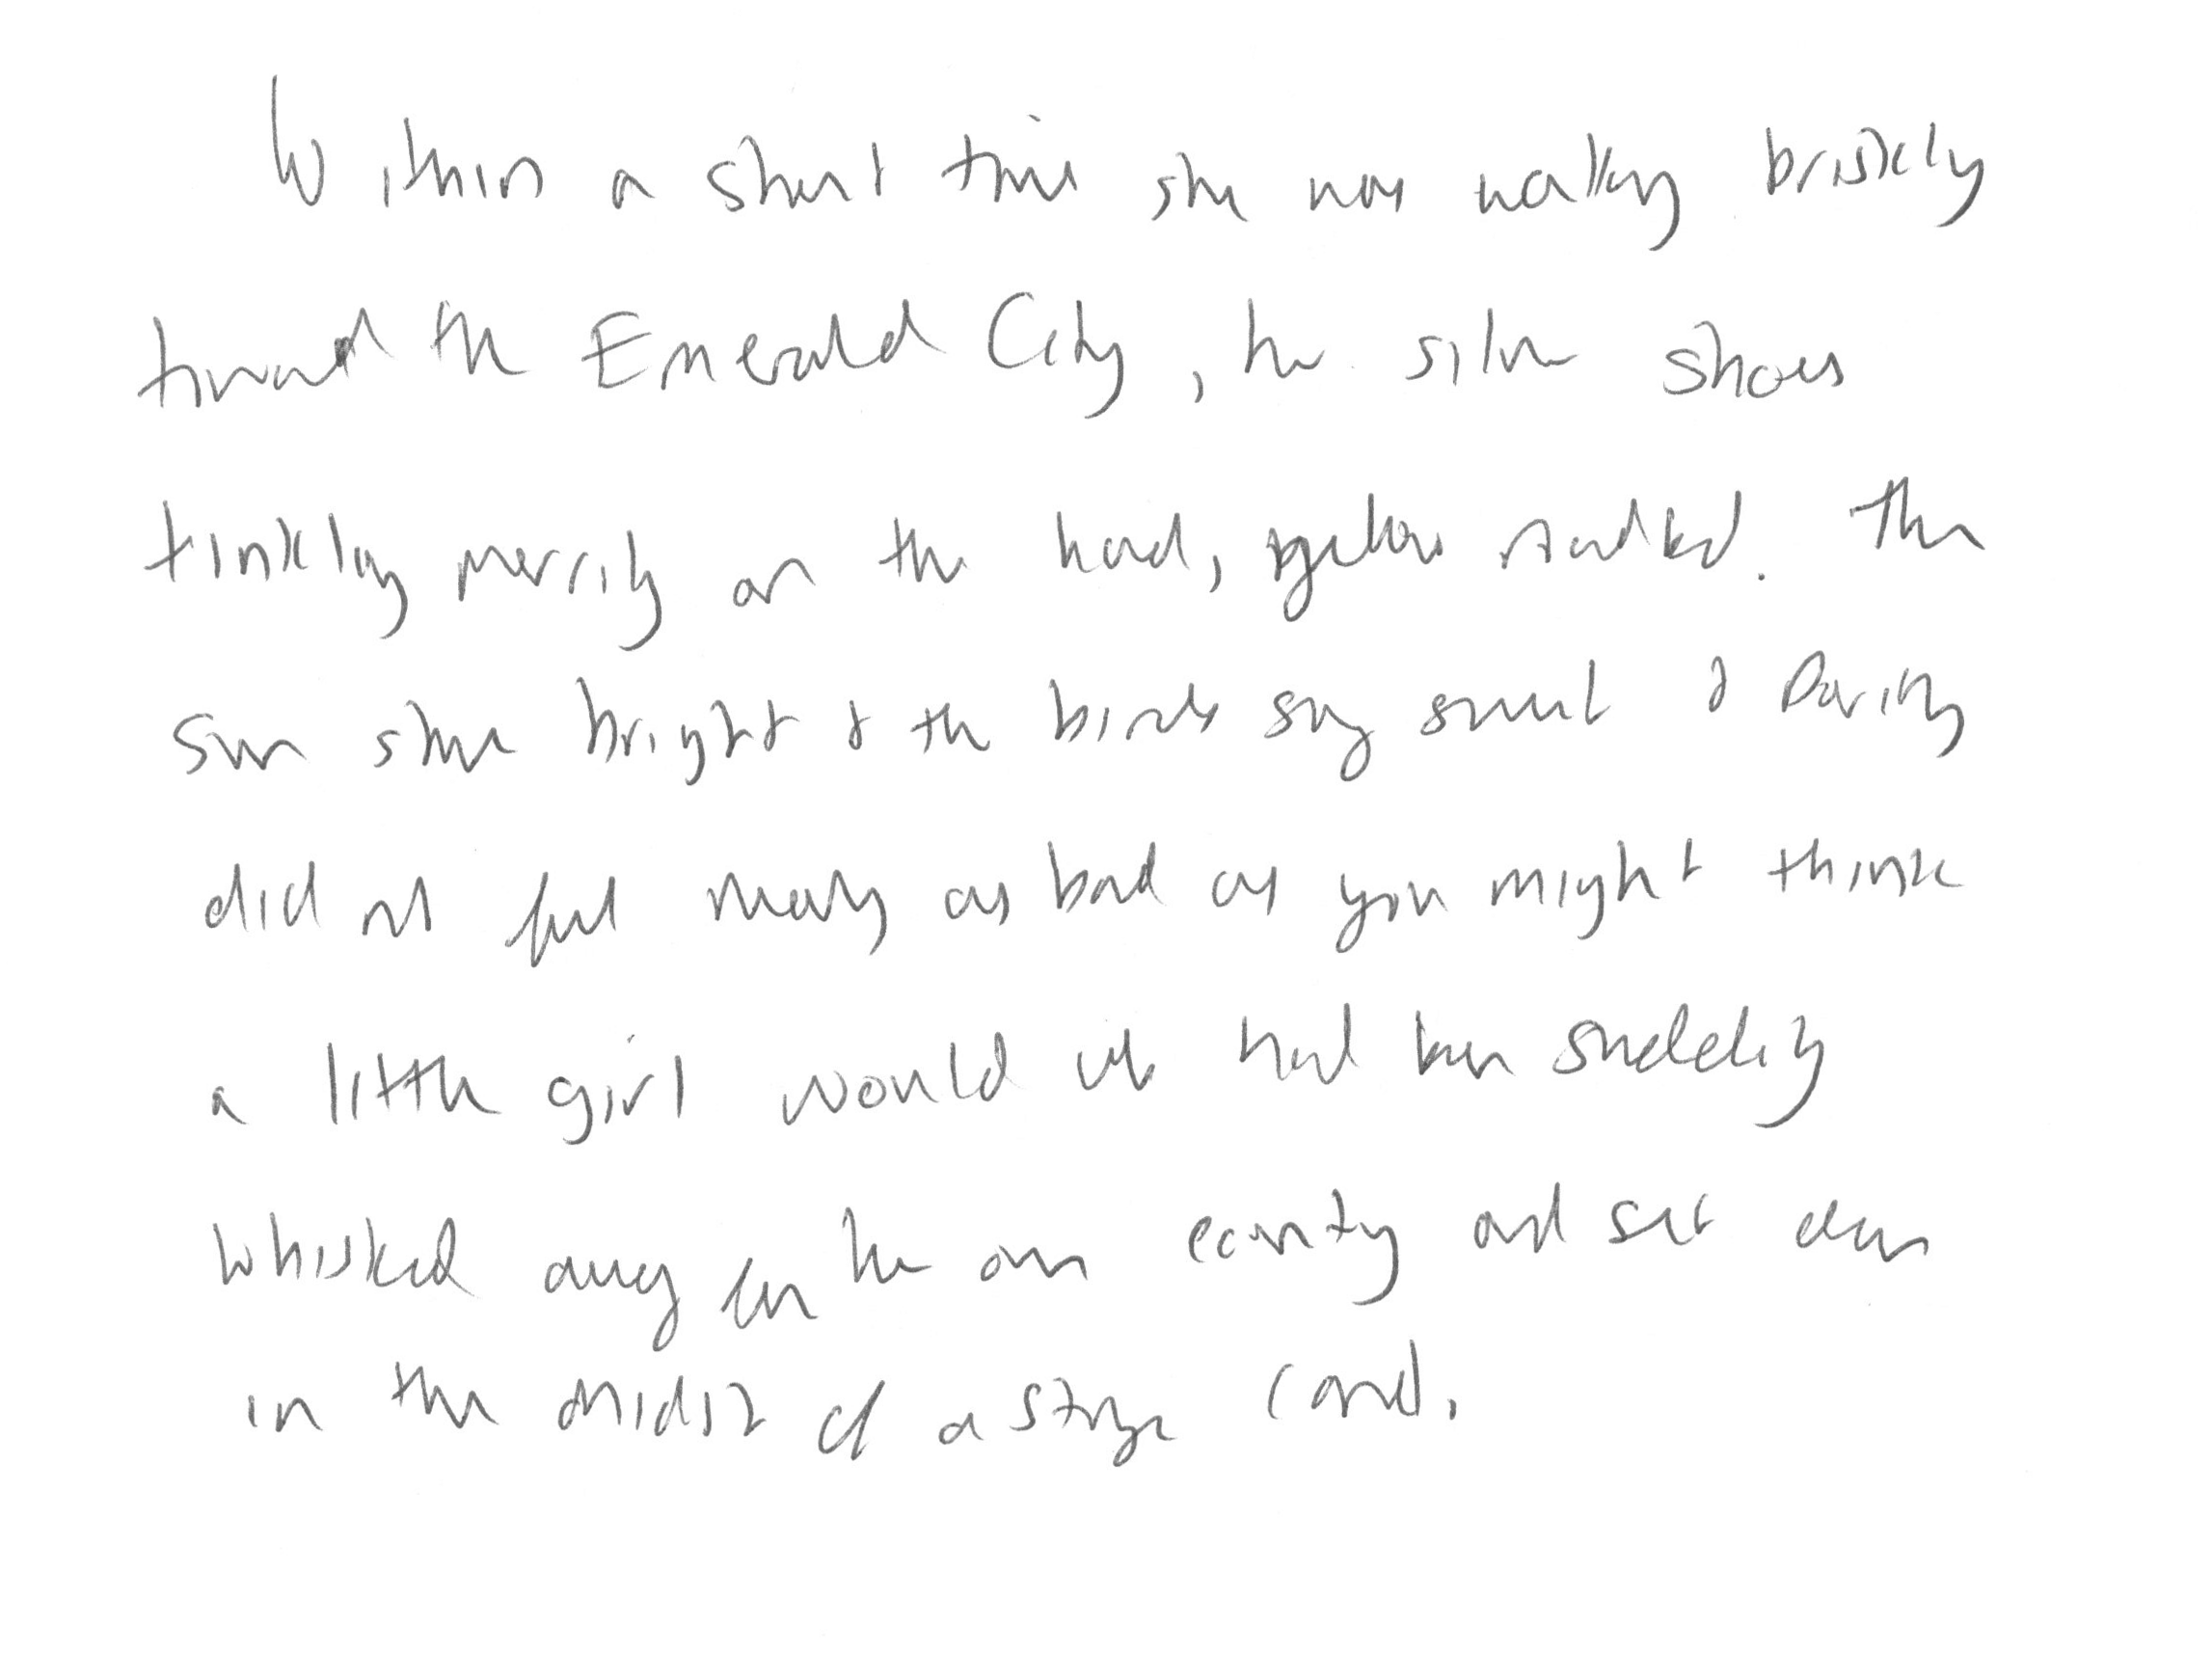 Within a short time she was walking briskly
toward the Emerald City, her silver shoes
tinkling merrily on the hard, yellow roadbed. The
sun shone bright & the birds sang sweet & Dorothy
did not feel nearly as bad as you might think
a little girl would who had been suddenly
whisked away from her own country and set down
in the midst of a strange land.